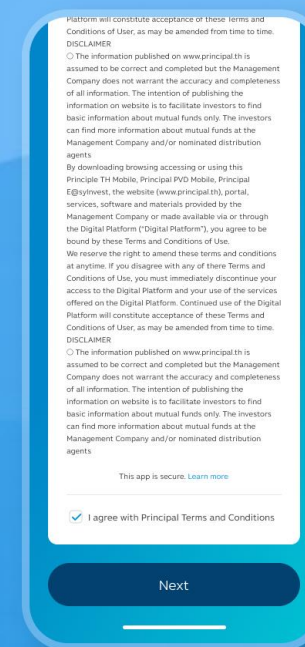 Platform will constitute acceptance of these Terms and
Conditions of User, as may be amended from time to time.
DISCLAIMER
○ The information published on www.principal.th is
assumed to be correct and completed but the Management
Company does not warrant the accuracy and completeness
of all information. The intention of publishing the
information on website is to facilitate investors to find
basic information about mutual funds only. The investors
can find more information about mutual funds at the
Management Company and/or nominated distribution
agents
By downloading browsing accessing or using this
Principle TH Mobile, Principal PVD Mobile, Principal
E@syInvest, the website (www.principal.th), portal,
services, software and materials provided by the
Management Company or made available via or through
the Digital Platform ("Digital Platform"), you agree to be
bound by these Terms and Conditions of Use.
We reserve the right to amend these terms and conditions
at anytime. If you disagree with any of there Terms and
Conditions of Use, you must immediately discontinue your
access to the Digital Platform and your use of the services
offered on the Digital Platform. Continued use of the Digital
Platform will constitute acceptance of these Terms and
Conditions of User, as may be amended from time to time.
DISCLAIMER
○ The information published on www.principal.th is
assumed to be correct and completed but the Management
Company does not warrant the accuracy and completeness
of all information. The intention of publishing the
information on website is to facilitate investors to find
basic information about mutual funds only. The investors
can find more information about mutual funds at the
Management Company and/or nominated distribution
agents
This app is secure. Learn more
I agree with Principal Terms and Conditions
Next